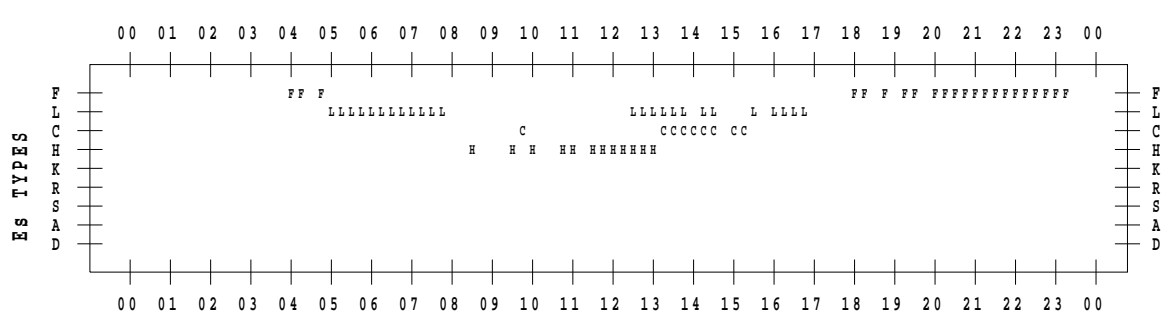 00 01 02 03 04 05 06 07 08 09 10 11 12 13 14 15 16 17 18 19 20 21 22 23 00
F FF F FF F FF FFFFFFFFFFFFFF F
L LLLLLLLLLLLL LLLLLL LL L LLLL L
C C CCCCCC CC C
H H H H HH HHHHHHH H
K K
R R
S S
A A
D D
Es TYPES
00 01 02 03 04 05 06 07 08 09 10 11 12 13 14 15 16 17 18 19 20 21 22 23 00